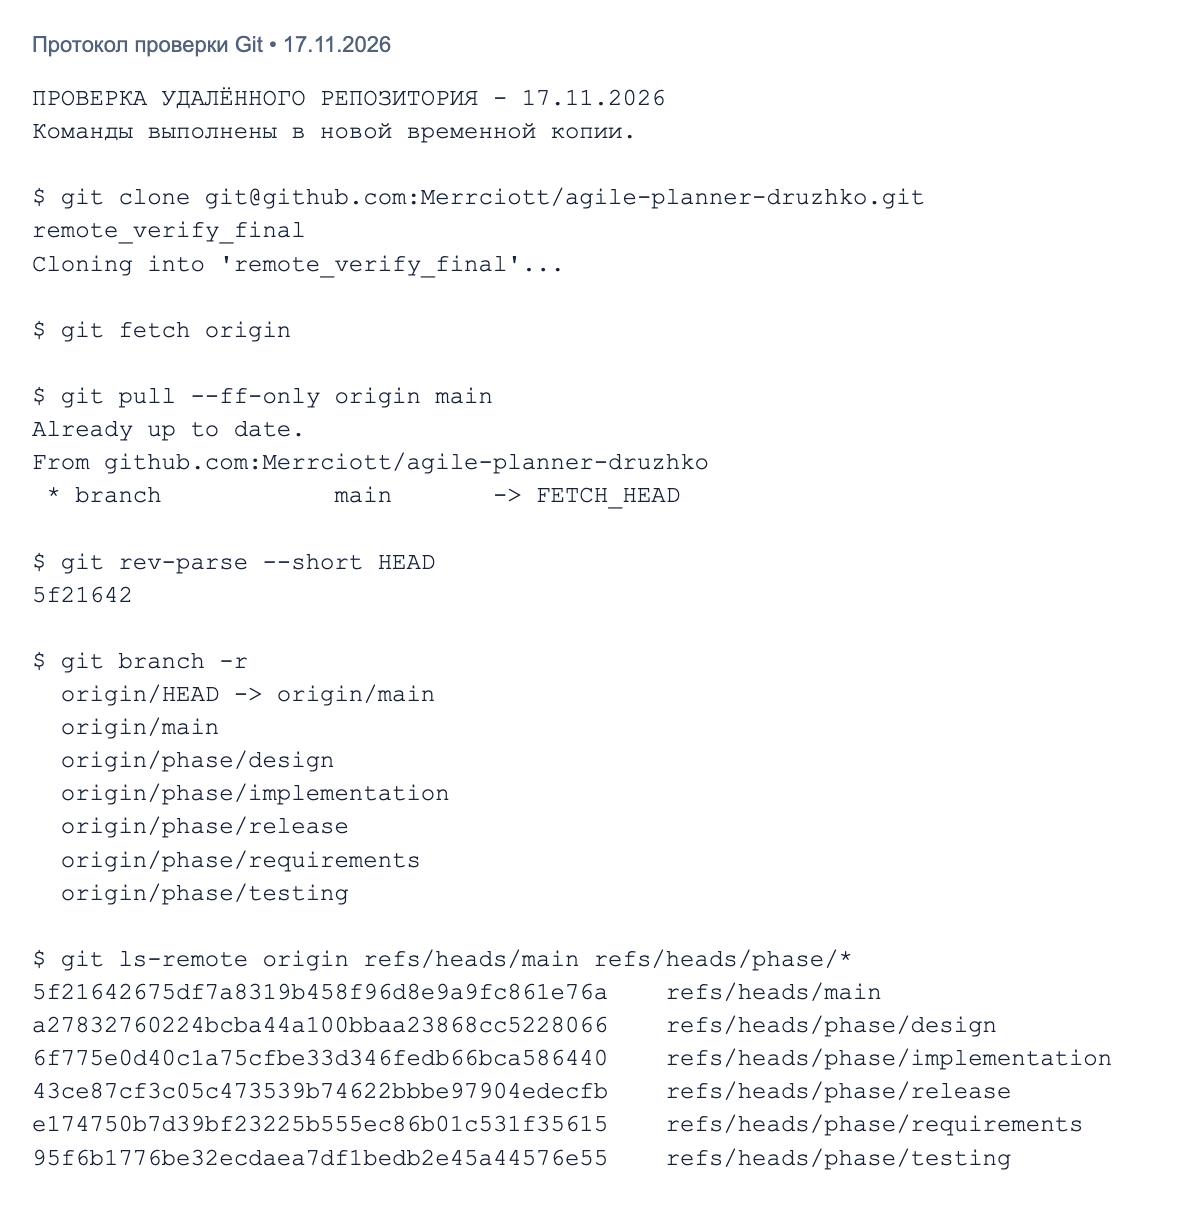 Протокол проверки Git • 17.11.2026
ПРОВЕРКА УДАЛЁННОГО РЕПОЗИТОРИЯ - 17.11.2026
Команды выполнены в новой временной копии.
$ git clone git@github.com:Merrciott/agile-planner-druzhko.git
remote_verify_final
Cloning into 'remote_verify_final'...
$ git fetch origin
$ git pull --ff-only origin main
Already up to date.
From github.com:Merrciott/agile-planner-druzhko
 * branch            main       -> FETCH_HEAD
$ git rev-parse --short HEAD
5f21642
$ git branch -r
  origin/HEAD -> origin/main
  origin/main
  origin/phase/design
  origin/phase/implementation
  origin/phase/release
  origin/phase/requirements
  origin/phase/testing
$ git ls-remote origin refs/heads/main refs/heads/phase/*
5f21642675df7a8319b458f96d8e9a9fc861e76a    refs/heads/main
a27832760224bcba44a100bbaa23868cc5228066    refs/heads/phase/design
6f775e0d40c1a75cfbe33d346fedb66bca586440    refs/heads/phase/implementation
43ce87cf3c05c473539b74622bbbe97904edecfb    refs/heads/phase/release
e174750b7d39bf23225b555ec86b01c531f35615    refs/heads/phase/requirements
95f6b1776be32ecdaea7df1bedb2e45a44576e55    refs/heads/phase/testing